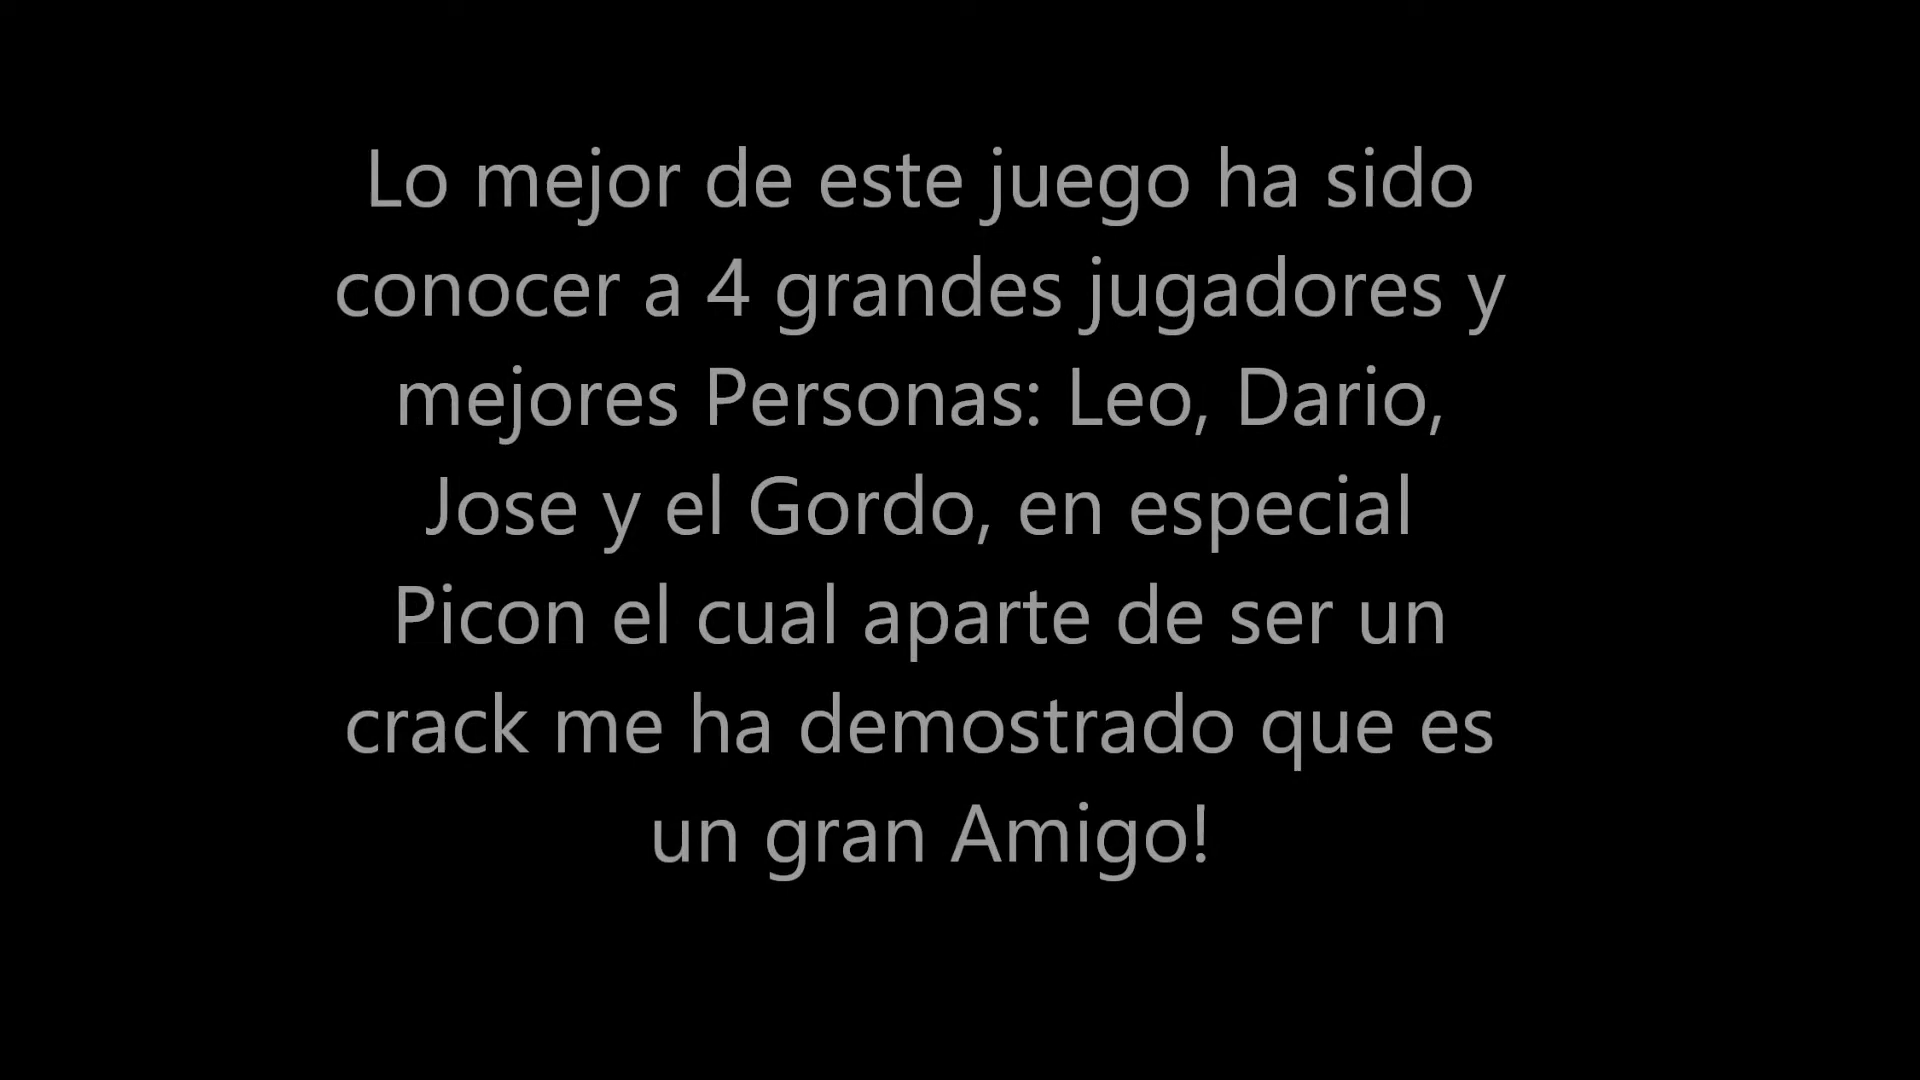 Lo mejor de este juego ha sido
conocer a 4 grandes jugadores y
mejores Personas: Leo, Dario,
Jose y el Gordo, en especial
Picon el cual aparte de ser un
crack me ha demostrado que es
un gran Amigo!